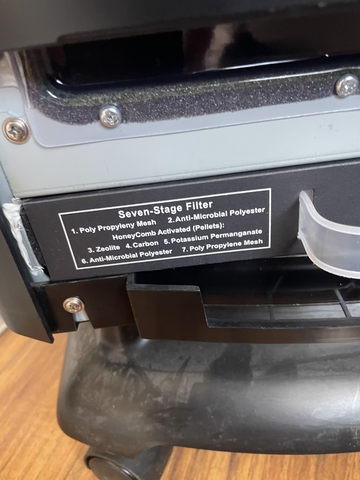 Seven-Stage Filter
1. Poly Propyleny Mesh 2. Anti-Microbial Polyester
HoneyComb Activated (Pellets):
3. Zeolite 4. Carbon 5. Potassium Permanganate
6. Anti-Microbial Polyester 7. Poly Propylene Mesh